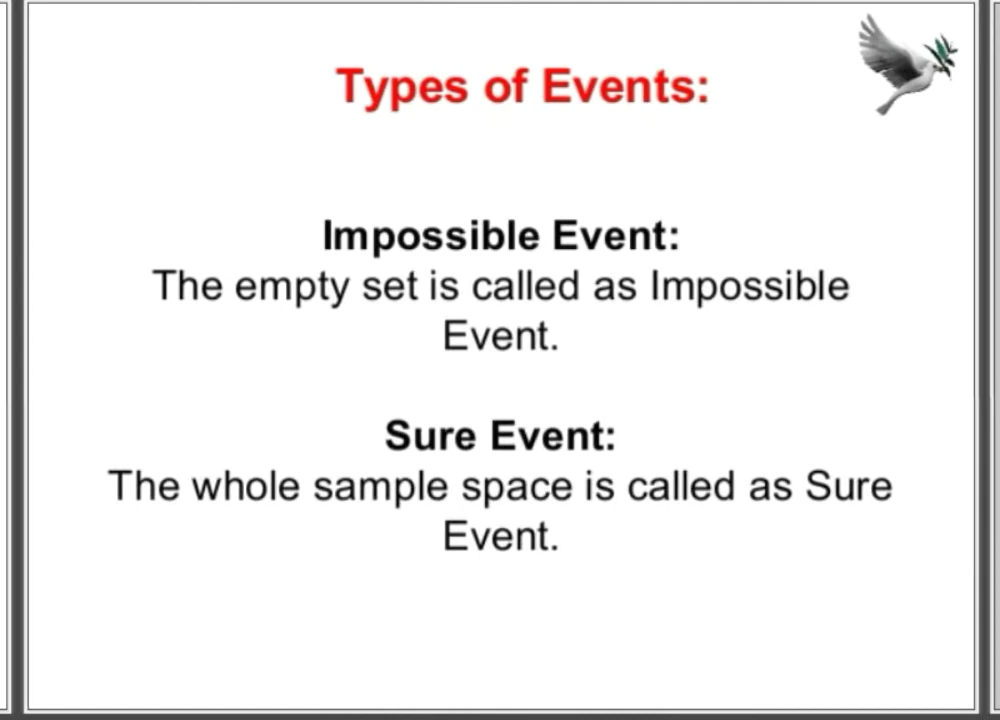 Types of Events:
Impossible Event:
The empty set is called as Impossible
Event.
Sure Event:
The whole sample space is called as Sure
Event.